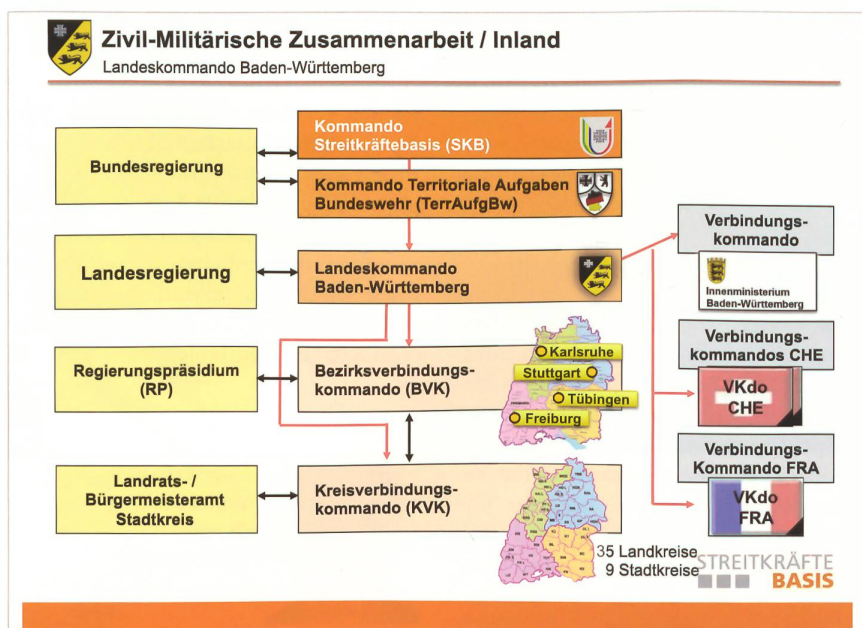 Zivil-Militärische Zusammenarbeit / Inland
Landeskommando Baden-Württemberg
Bundesregierung
Kommando
Streitkräftebasis (SKB)
Kommando Territoriale Aufgaben
Bundeswehr (TerrAufgBw)
Landesregierung
Landeskommando
Baden-Württemberg
Verbindungs-
kommando
Innenministerium
Baden-Württemberg
Regierungspräsidium
(RP)
Bezirksverbindungs-
kommando (BVK)
Karlsruhe
Stuttgart
Tübingen
Freiburg
Verbindungs-
kommandos CHE
VKdo
CHE
Landrats- /
Bürgermeisteramt
Stadtkreis
Kreisverbindungs-
kommando (KVK)
35 Landkreise
9 Stadtkreise
Verbindungs-
Kommando FRA
VKdo
FRA
STREITKRÄFTE
BASIS